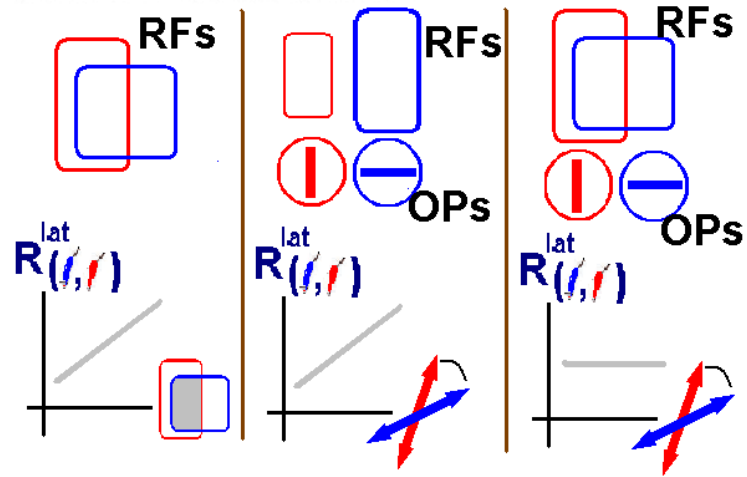 RFs
R lat ( , )
RFs
OPs
R lat ( , )
RFs
OPs
R lat ( , )